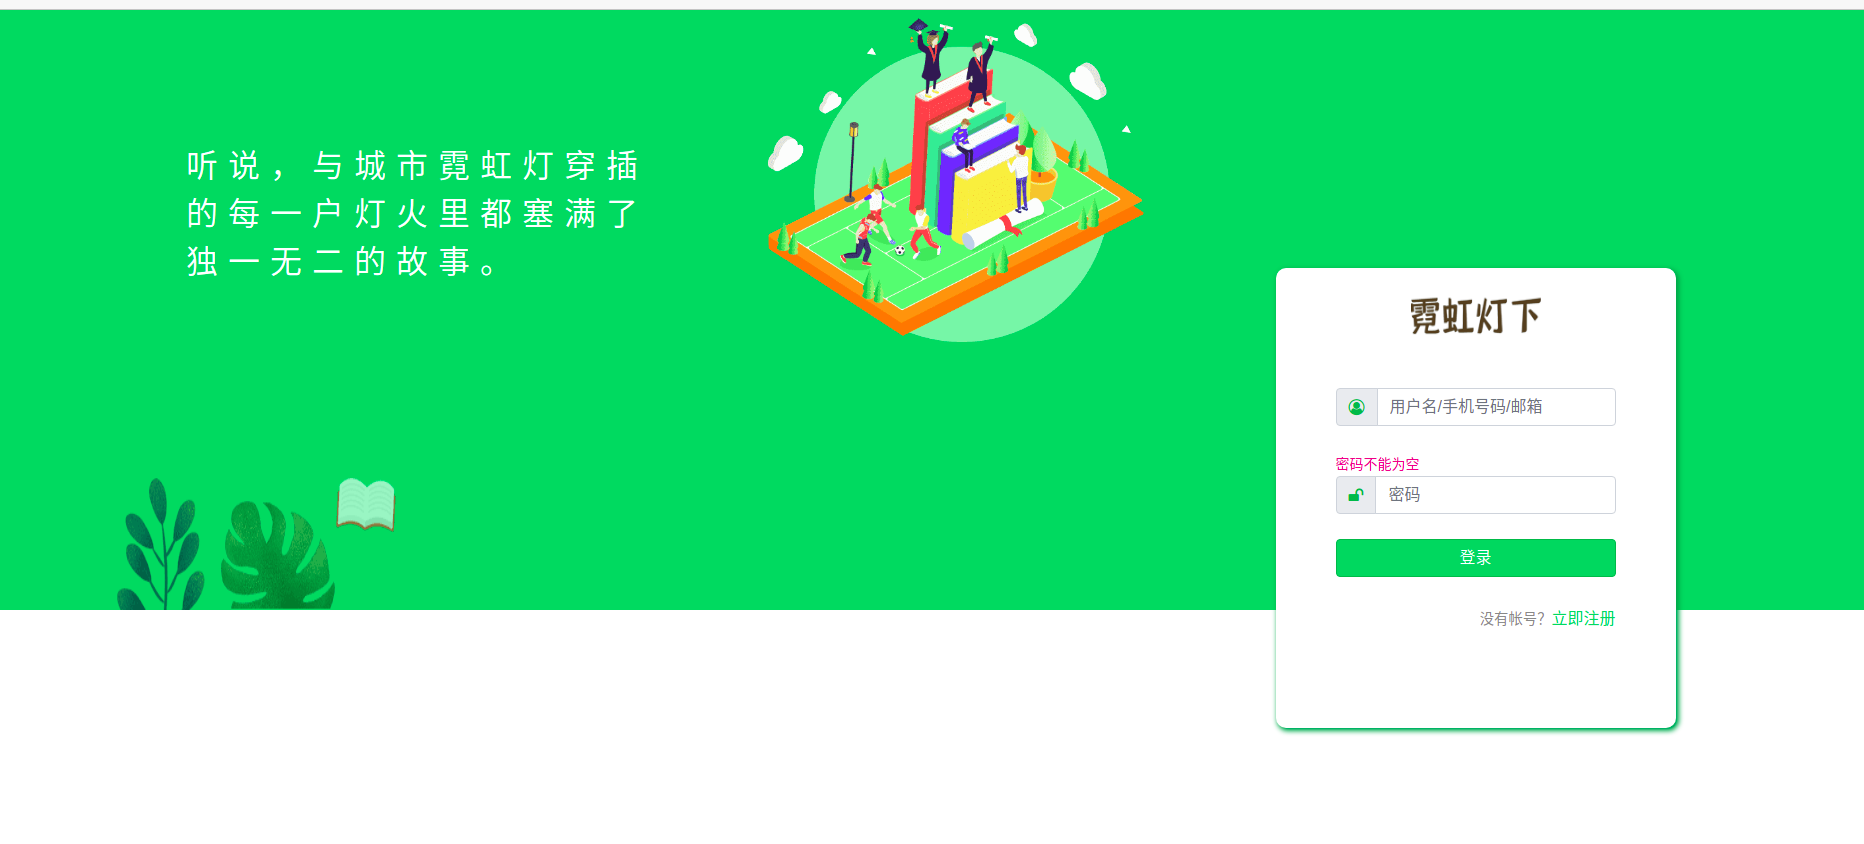 听说，与城市霓虹灯穿插
的每一户灯火里都塞满了
独一无二的故事。
霓虹灯下
用户名/手机号码/邮箱
密码不能为空
密码
登录
没有帐号？立即注册